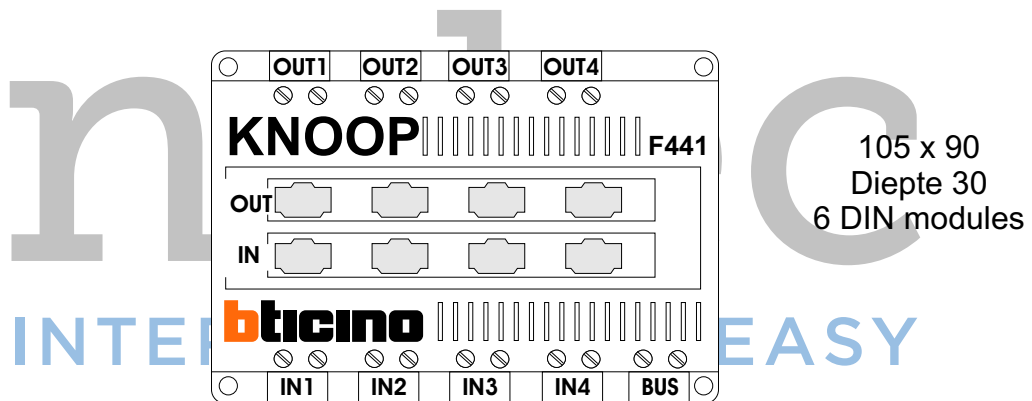 OUT1 OUT2 OUT3 OUT4
KNOOP F441
105 x 90
Diepte 30
6 DIN modules
OUT
IN
bticino
EASY
IN1 IN2 IN3 IN4 BUS